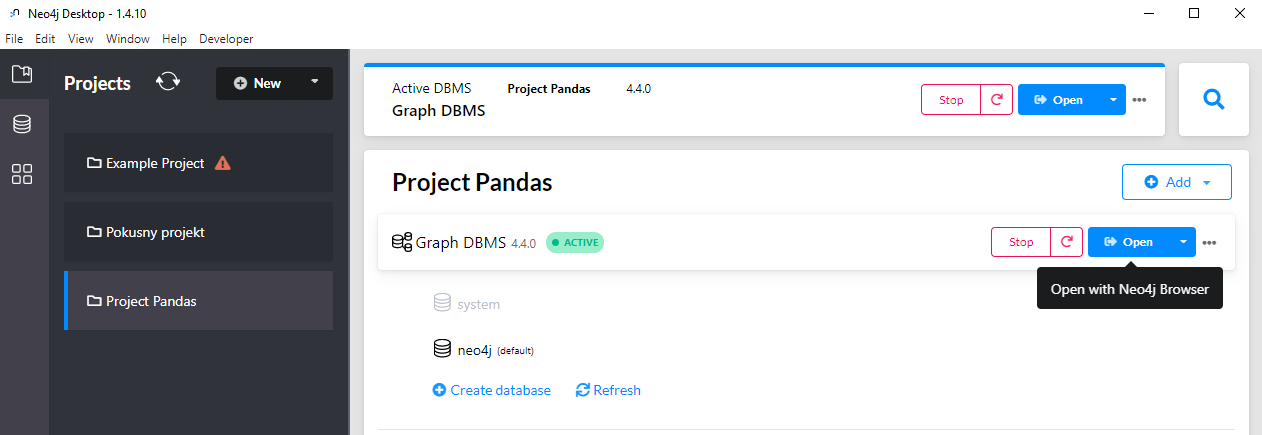 Neo4j Desktop - 1.4.10
File Edit View Window Help Developer
Projects
New
Example Project
Pokusny projekt
Project Pandas
Active DBMS Project Pandas 4.4.0
Graph DBMS
Stop Open
Project Pandas
Add
Graph DBMS 4.4.0 ACTIVE
Stop Open
Open with Neo4j Browser
system
neo4j (default)
Create database Refresh